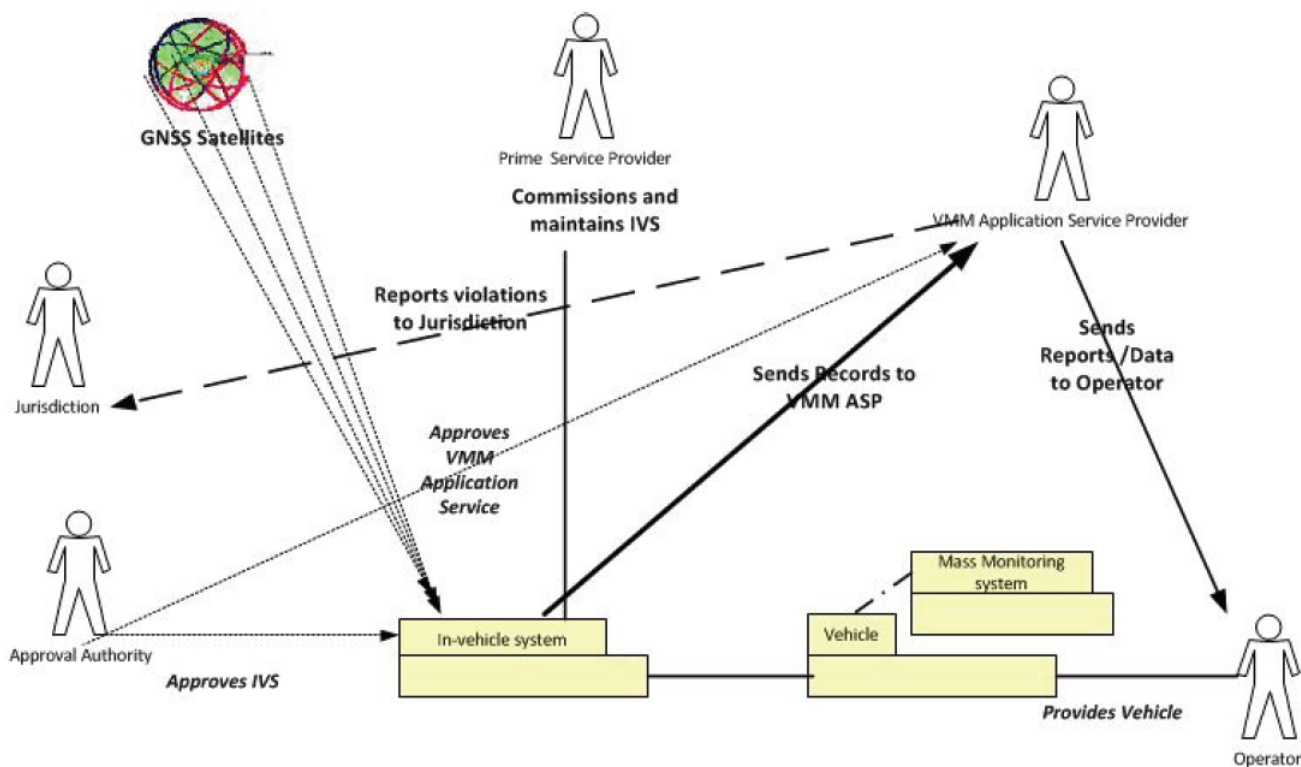 GNSS Satellites
Prime Service Provider
Commissions and
maintains IVS
VMM Application Service Provider
Reports violations
to Jurisdiction
Jurisdiction
Sends
Reports /Data
to Operator
Sends Records to
VMM ASP
Approves
VMM
Application
Service
Mass Monitoring
system
Approval Authority
In-vehicle system
Vehicle
Approves IVS
Provides Vehicle
Operator